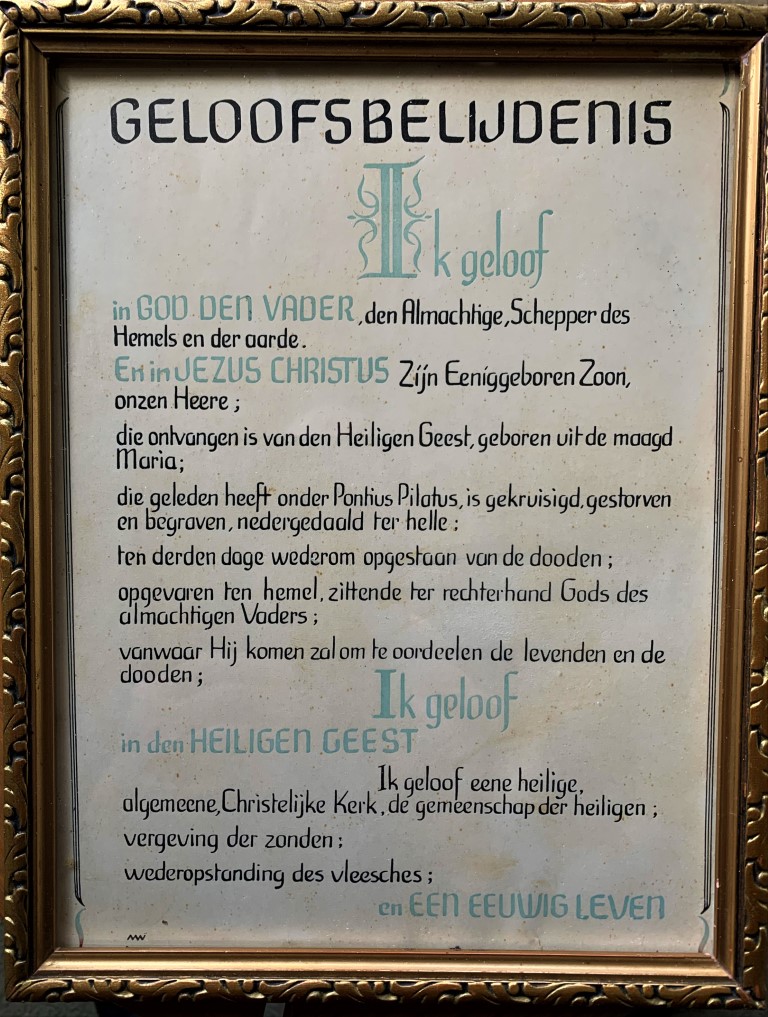 GELOOFSBELIJDENIS
Ik geloof
in GOD DEN VADER, den Almachtige, Schepper des
Hemels en der aarde.
En in JEZUS CHRISTUS Zijn Eeniggeboren Zoon,
onzen Heere;
die ontvangen is van den Heiligen Geest, geboren uit de maagd
Maria;
die geleden heeft onder Pontius Pilatus, is gekruisigd, gestorven
en begraven, nedergedaald ter helle;
ten derden dage wederom opgestaan van de dooden;
opgevaren ten hemel, zittende ter rechterhand Gods des
almachtigen Vaders;
vanwaar Hij komen zal om te oordeelen de levenden en de
dooden;
Ik geloof
in den HEILIGEN GEEST
Ik geloof eene heilige,
algemeene, Christelijke Kerk, de gemeenschap der heiligen;
vergeving der zonden;
wederopstanding des vleesches;
en EEN EEUWIG LEVEN